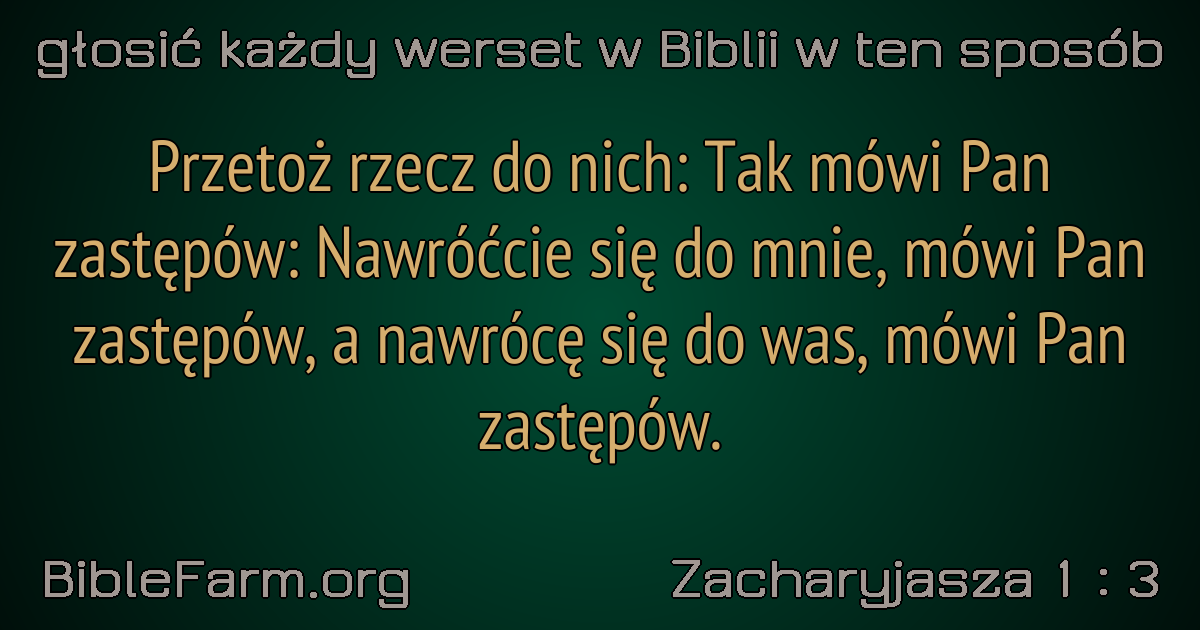 głosić każdy werset w Biblii w ten sposób
Przetoż rzecz do nich: Tak mówi Pan
zastępów: Nawróćcie się do mnie, mówi Pan
zastępów, a nawrócę się do was, mówi Pan
zastępów.
BibleFarm.org
Zacharyjasza 1 : 3